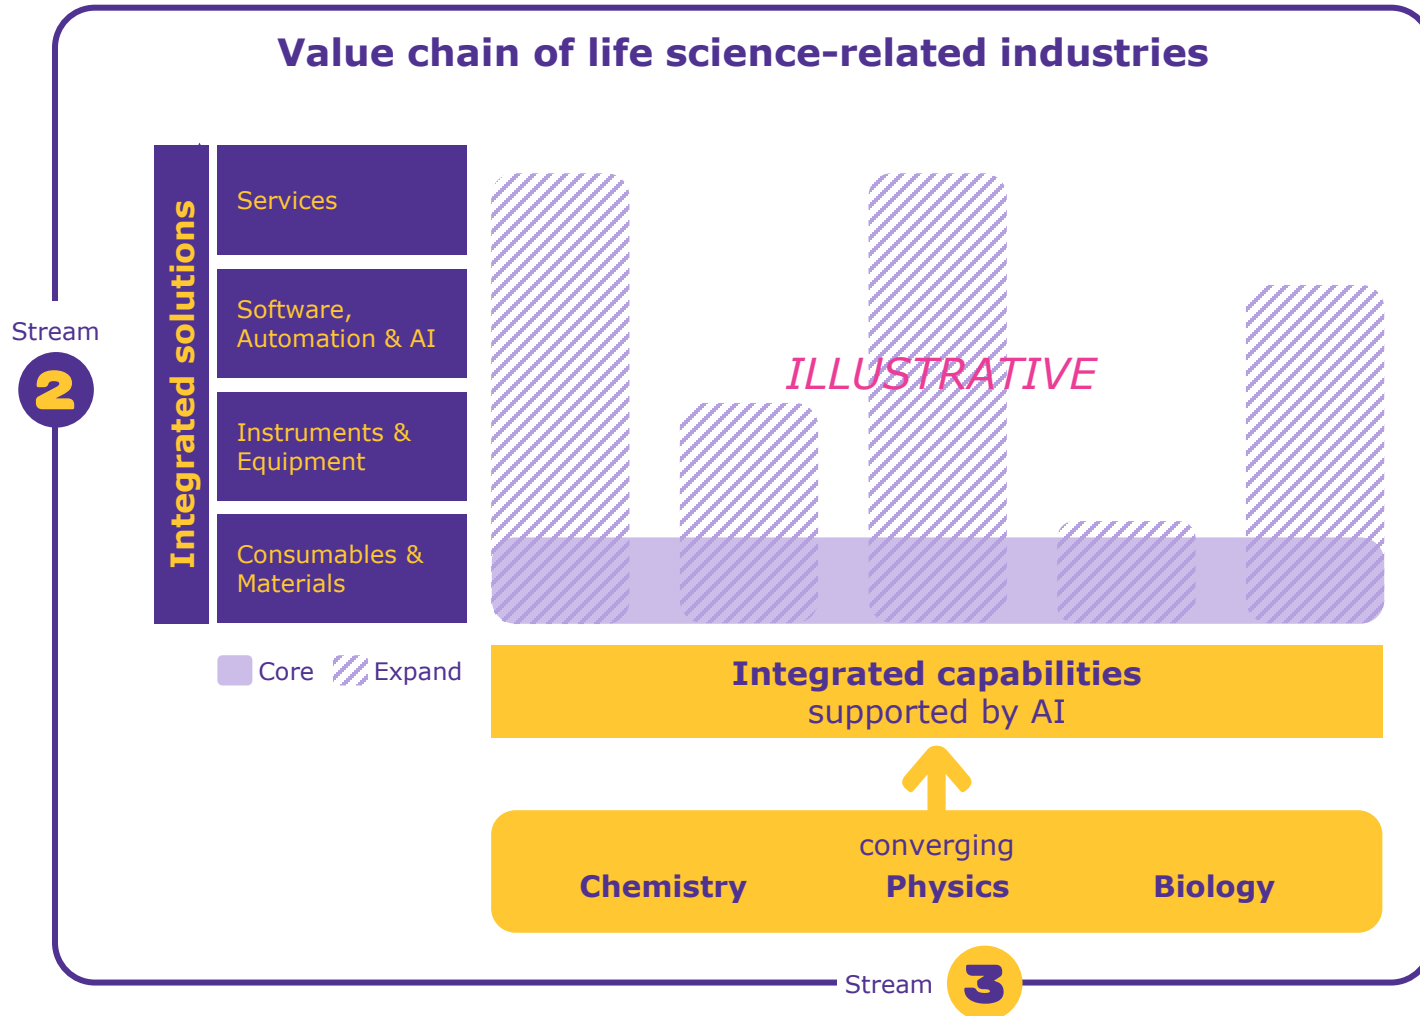 Value chain of life science-related industries
Stream
2
Integrated solutions
Services
Software,
Automation & AI
Instruments &
Equipment
Consumables &
Materials
ILLUSTRATIVE
Core
Expand
Integrated capabilities
supported by AI
converging
Chemistry Physics Biology
Stream 3